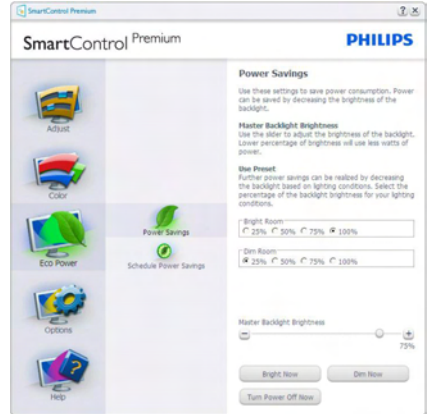 SmartControl Premium
SmartControl Premium
PHILIPS
Adjust
Color
Eco Power
Options
Help
Power Savings
Schedule Power Savings
Power Savings
Use these settings to save power consumption. Power
can be saved by decreasing the brightness of the
backlight.
Master Backlight Brightness
Use the slider to adjust the brightness of the backlight.
Lower percentage of brightness will use less watts of
power.
Use Preset
Further power savings can be realized by decreasing
the backlight based on lighting conditions. Select the
percentage of the backlight brightness for your lighting
conditions.
Bright Room
25% 50% 75% 100%
Dim Room
25% 50% 75% 100%
Master Backlight Brightness
75%
Bright Now Dim Now
Turn Power Off Now